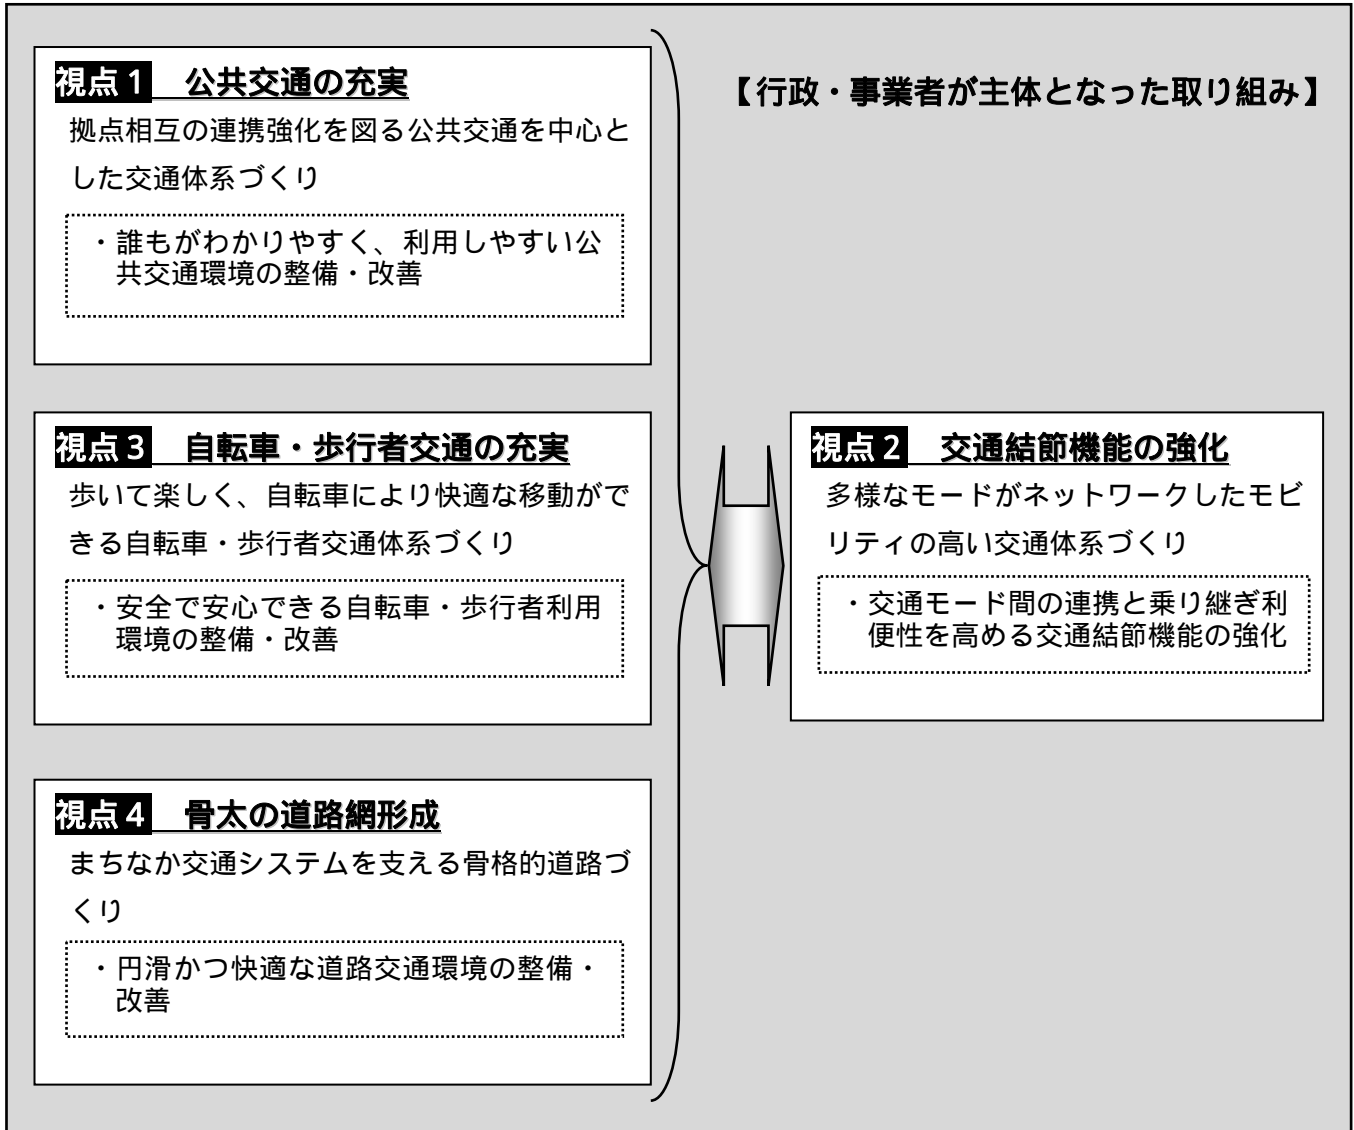 視点1 公共交通の充実
拠点相互の連携強化を図る公共交通を中心と
した交通体系づくり
・誰もがわかりやすく、利用しやすい公
共交通環境の整備・改善
【行政・事業者が主体となった取り組み】
視点3 自転車・歩行者交通の充実
歩いて楽しく、自転車により快適な移動がで
きる自転車・歩行者交通体系づくり
・安全で安心できる自転車・歩行者利用
環境の整備・改善
視点2 交通結節機能の強化
多様なモードがネットワークしたモビ
リティの高い交通体系づくり
・交通モード間の連携と乗り継ぎ利
便性を高める交通結節機能の強化
視点4 骨太の道路網形成
まちなか交通システムを支える骨格的道路づ
くり
・円滑かつ快適な道路交通環境の整備・
改善